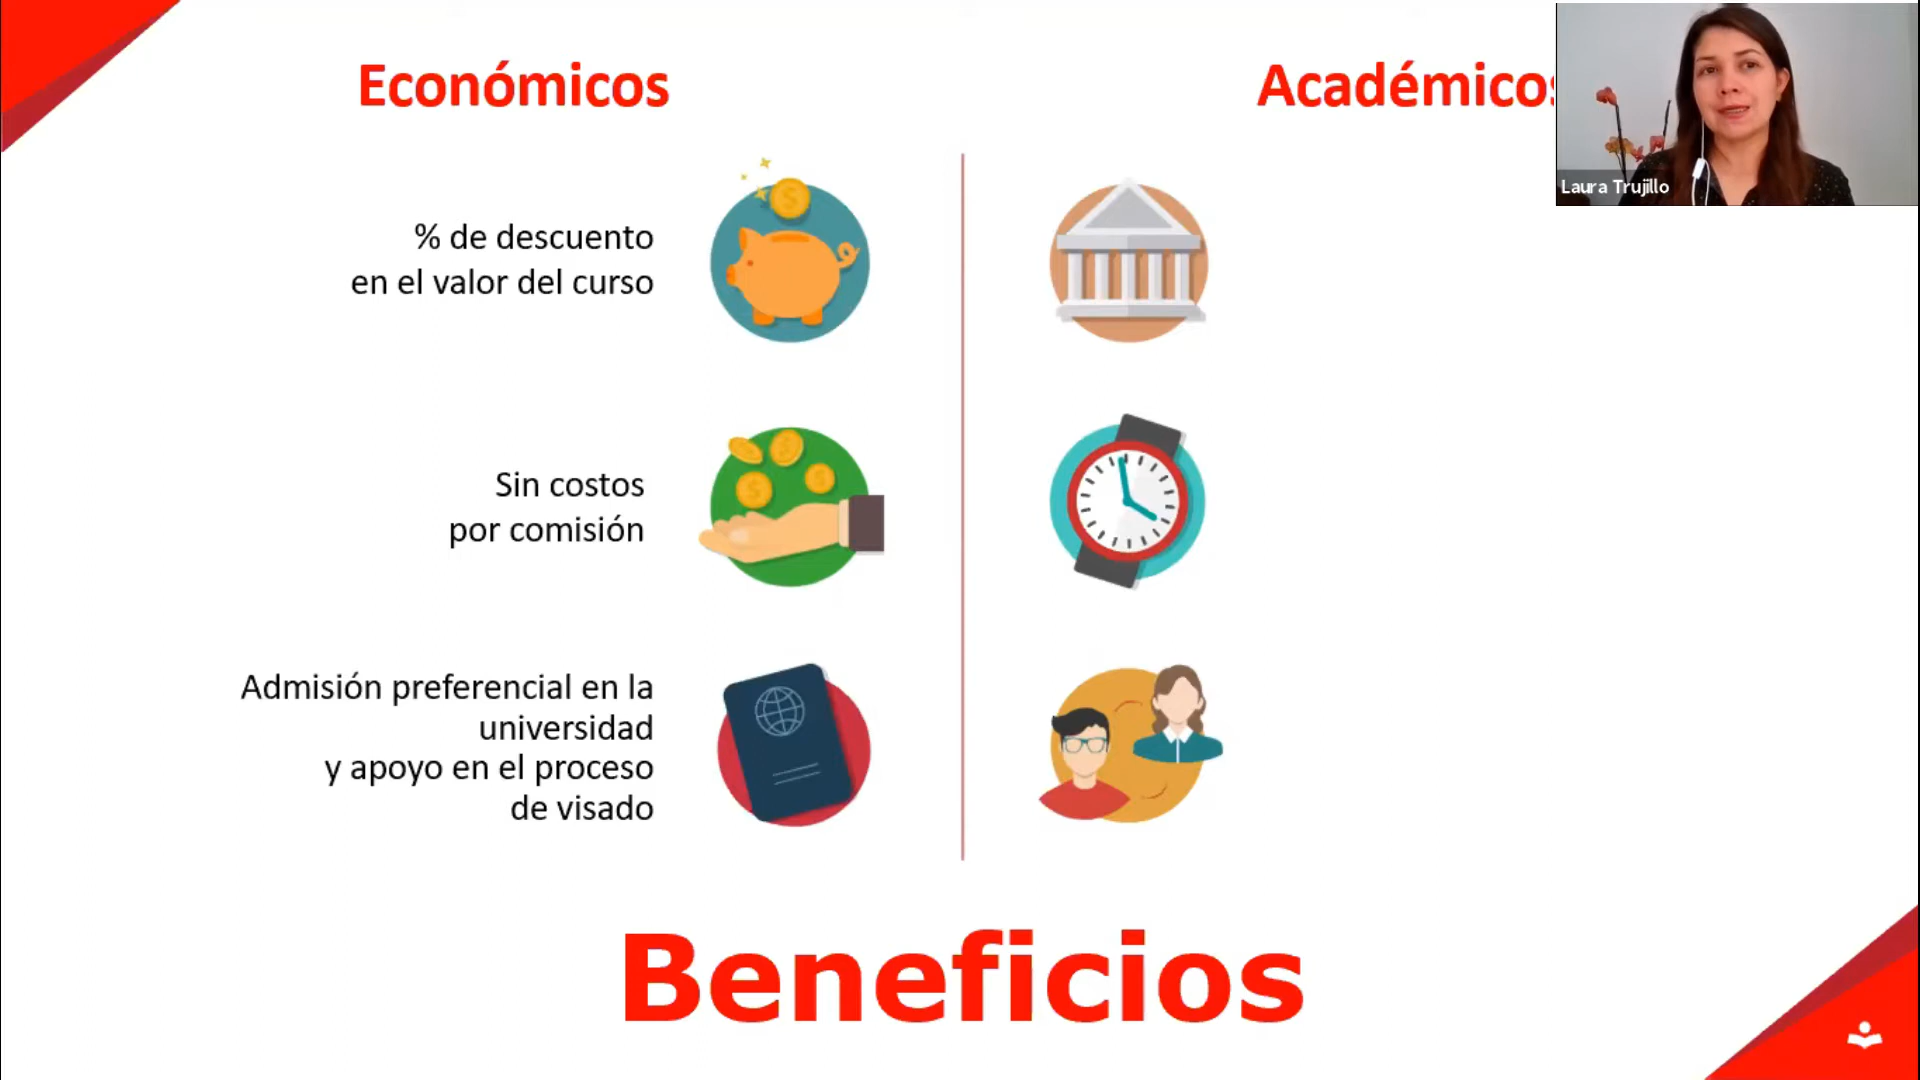 Económicos
Académicos
Laura Trujillo
% de descuento
en el valor del curso
Sin costos
por comisión
Admisión preferencial en la
universidad
y apoyo en el proceso
de visado
Beneficios